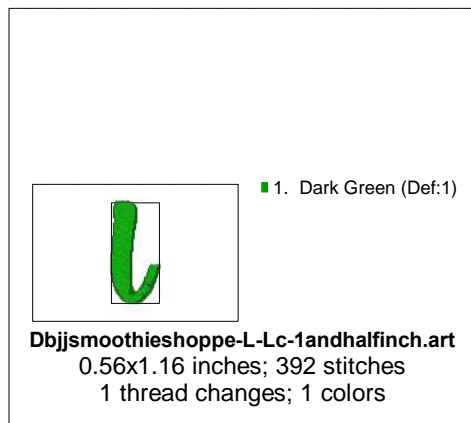 1. Dark Green (Def:1)
Dbjjsmoothieshoppe-L-Lc-1andhalfinch.art
0.56x1.16 inches; 392 stitches
1 thread changes; 1 colors